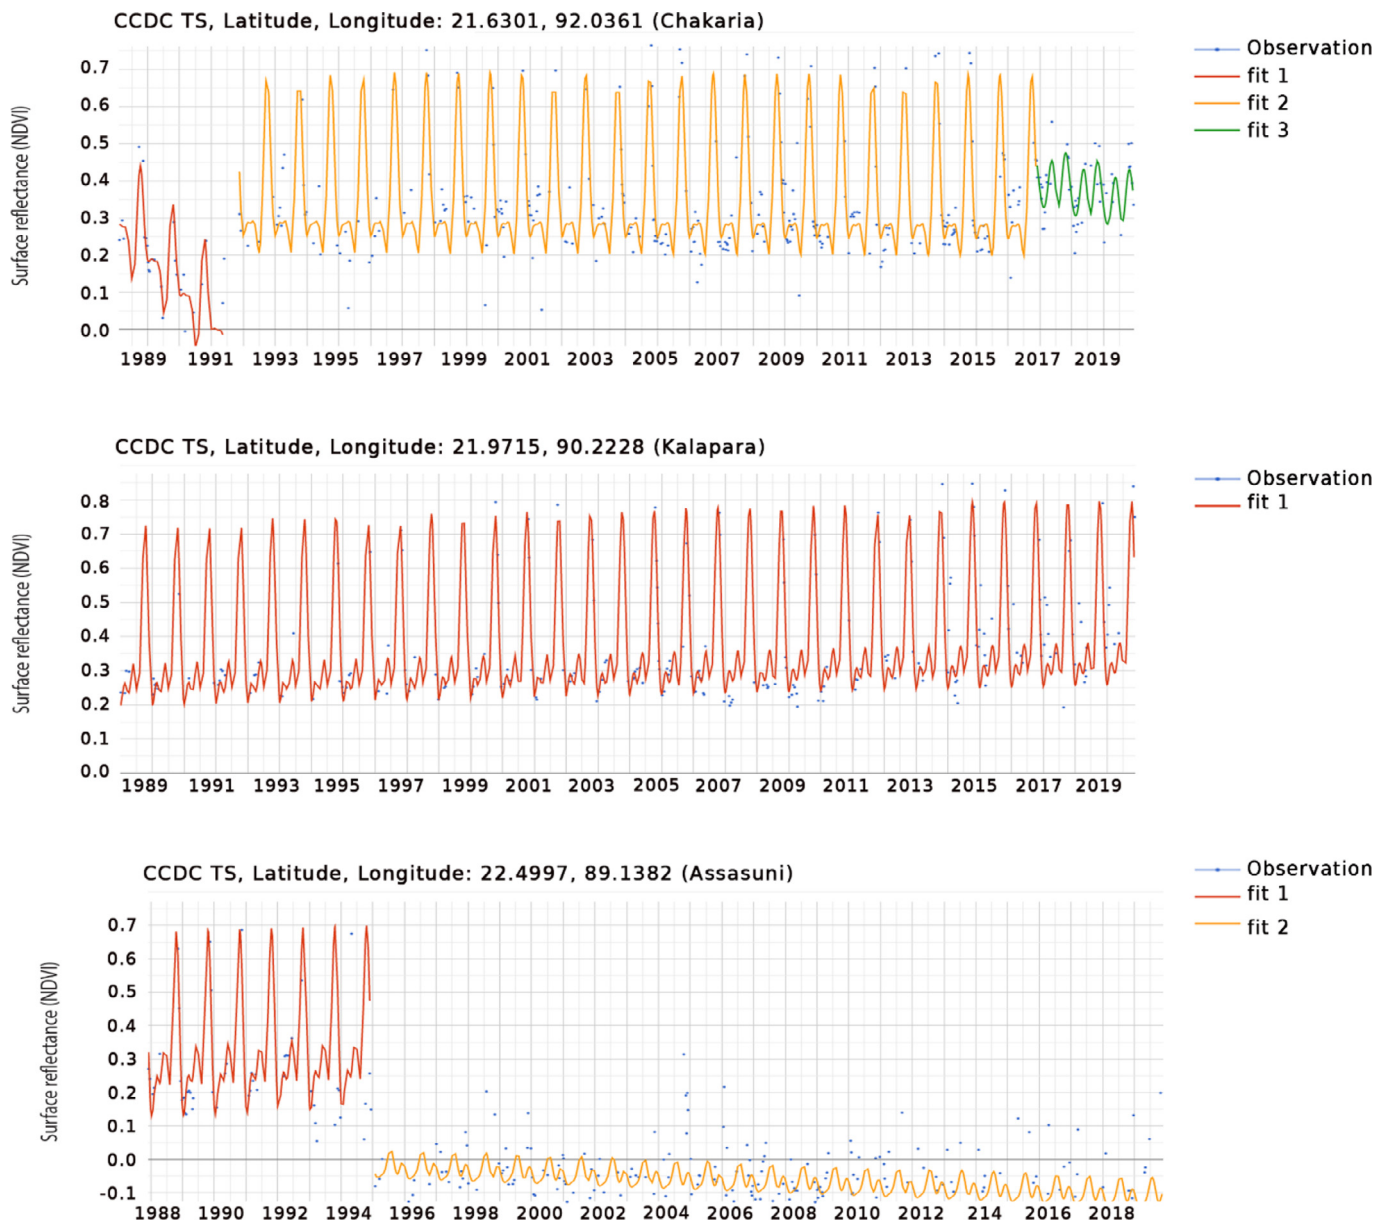 CCDC TS, Latitude, Longitude: 21.6301, 92.0361 (Chakaria)
Surface reflectance (NDVI)
0.7
0.6
0.5
0.4
0.3
0.2
0.1
0.0
1989 1991 1993 1995 1997 1999 2001 2003 2005 2007 2009 2011 2013 2015 2017 2019
Observation
fit 1
fit 2
fit 3
CCDC TS, Latitude, Longitude: 21.9715, 90.2228 (Kalapara)
Surface reflectance (NDVI)
0.8
0.7
0.6
0.5
0.4
0.3
0.2
0.1
0.0
1989 1991 1993 1995 1997 1999 2001 2003 2005 2007 2009 2011 2013 2015 2017 2019
Observation
fit 1
CCDC TS, Latitude, Longitude: 22.4997, 89.1382 (Assasuni)
Surface reflectance (NDVI)
0.7
0.6
0.5
0.4
0.3
0.2
0.1
0.0
-0.1
1988 1990 1992 1994 1996 1998 2000 2002 2004 2006 2008 2010 2012 214 2016 2018
Observation
fit 1
fit 2